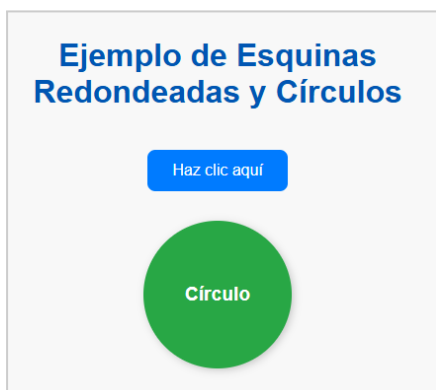 Ejemplo de Esquinas
Redondeadas y Círculos
Haz clic aquí
Círculo